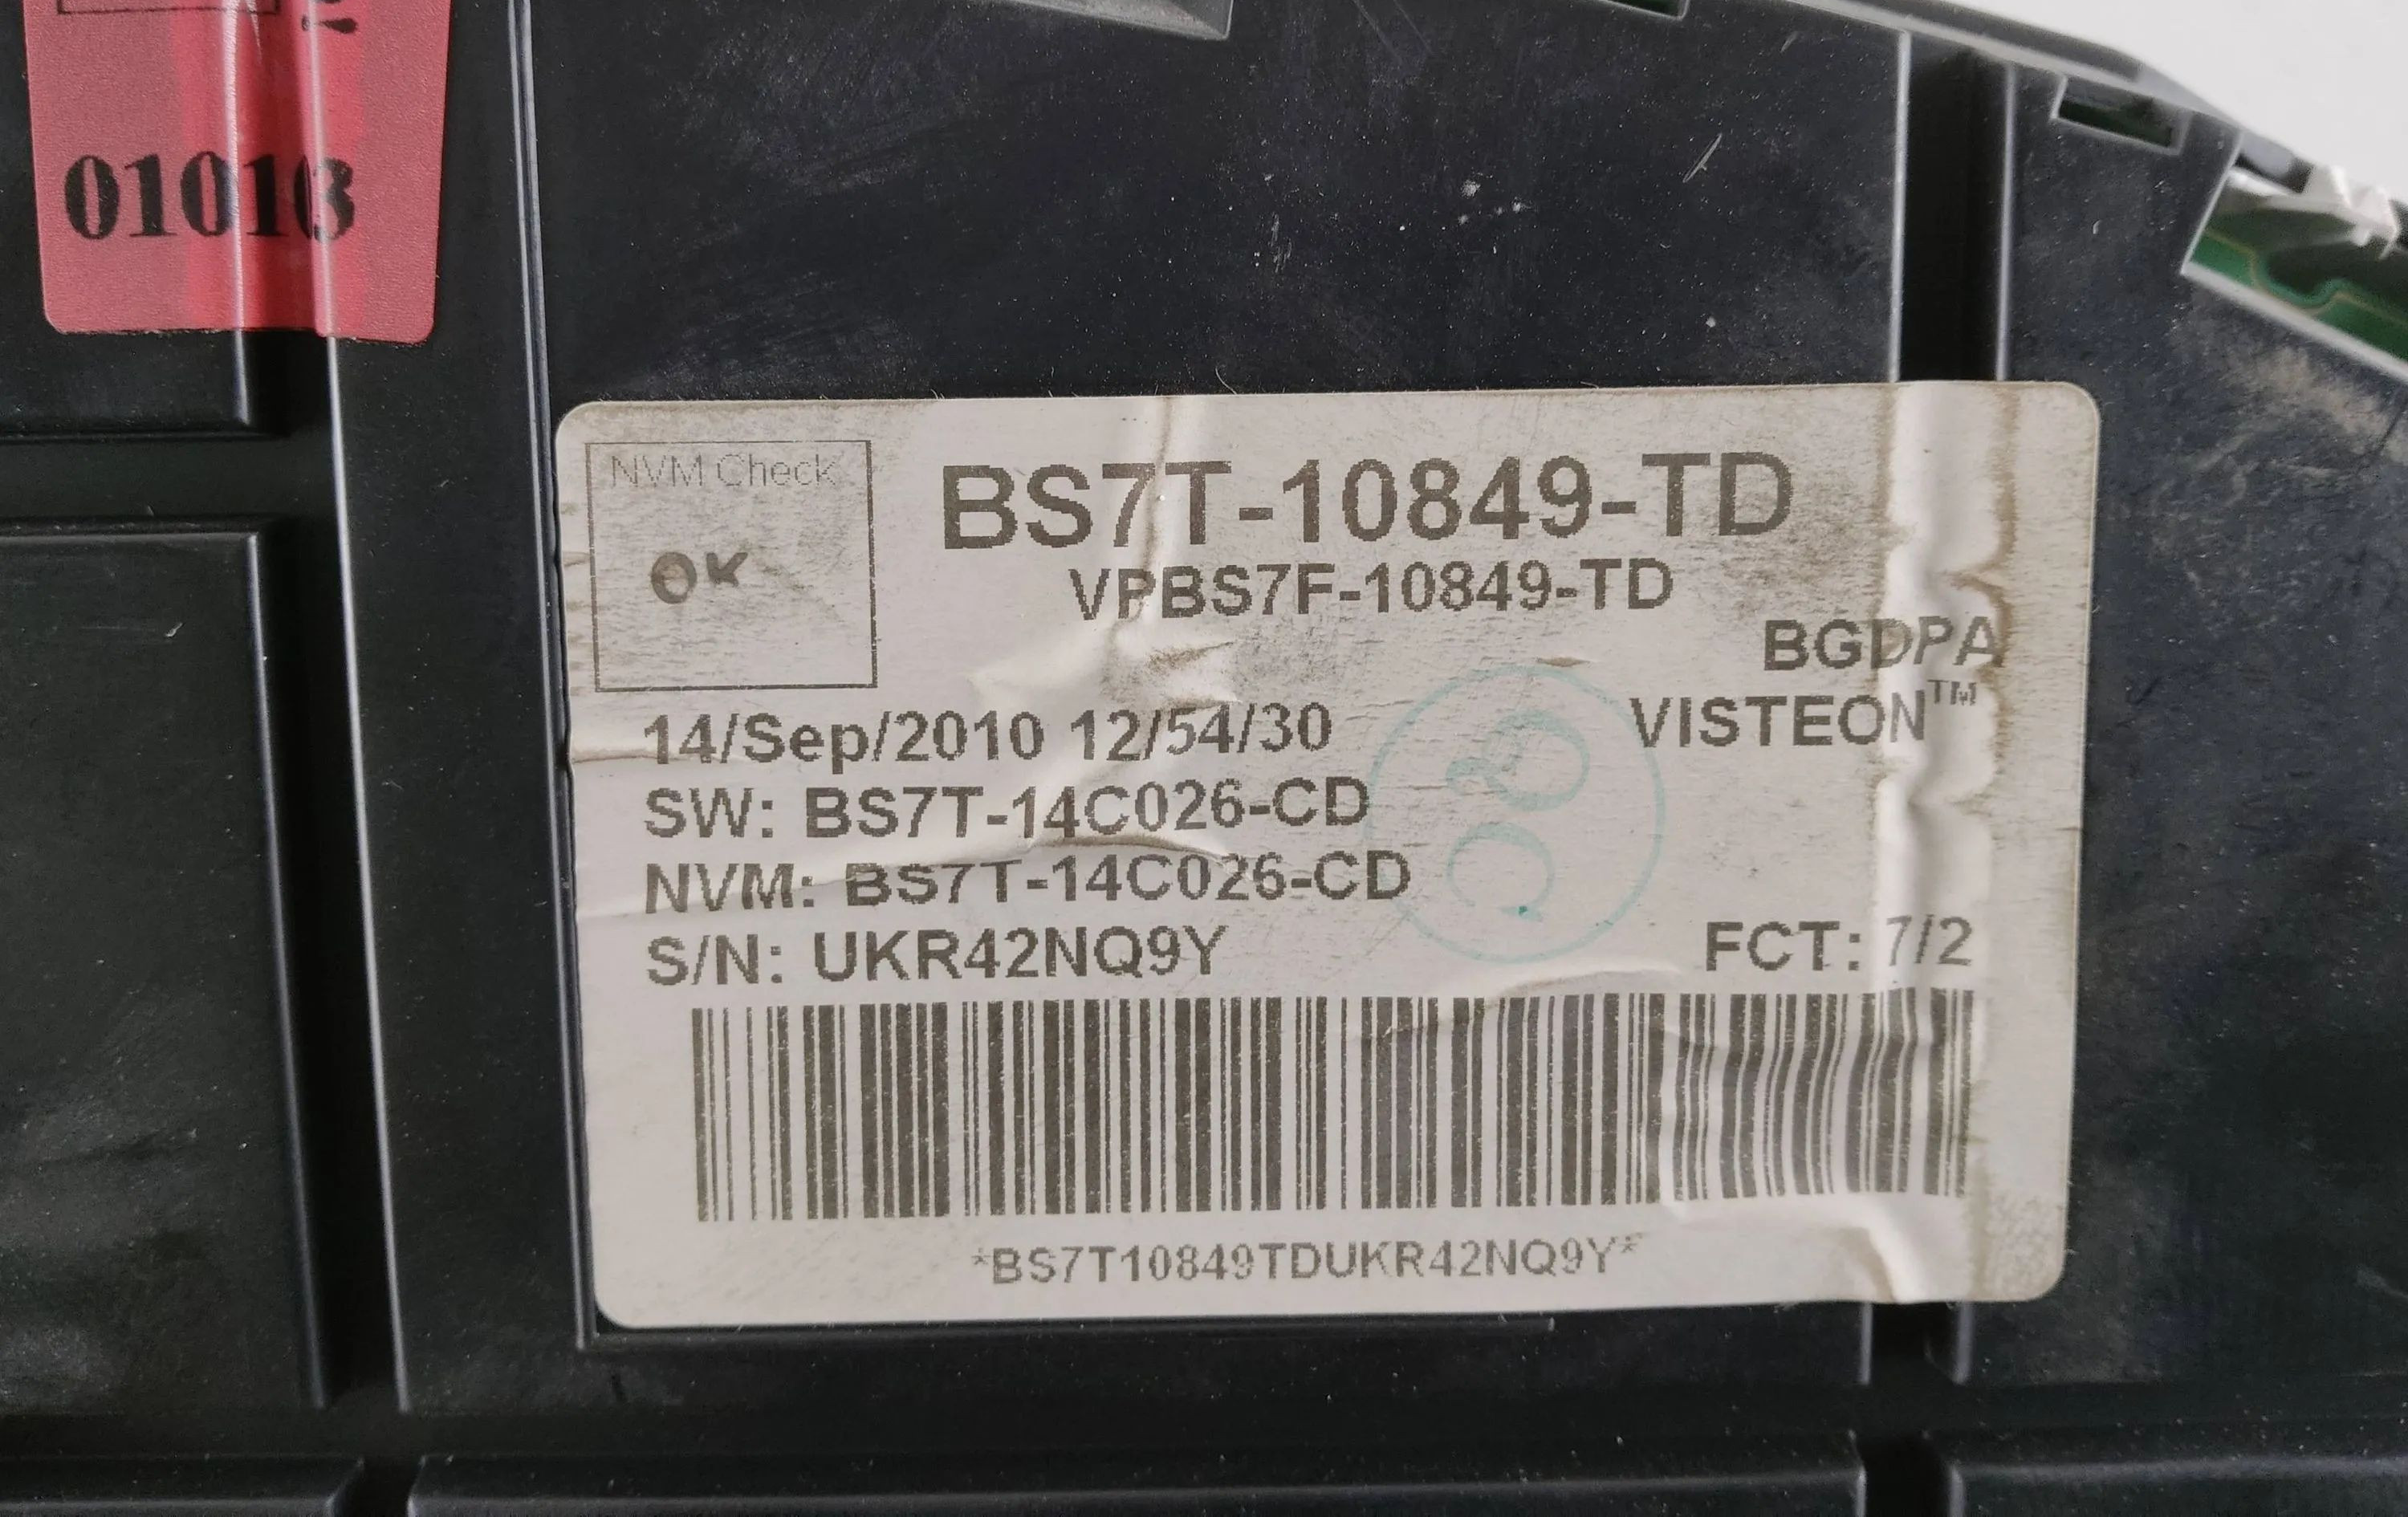 01013
NVM Check
OK
BS7T-10849-TD
VPBS7F-10849-TD
BGDPA
VISTEON™
14/Sep/2010 12/54/30
SW: BS7T-14C026-CD
NVM: BS7T-14C026-CD
S/N: UKR42NQ9Y
FCT: 7/2
*BS7T10849TDUKR42NQ9Y*